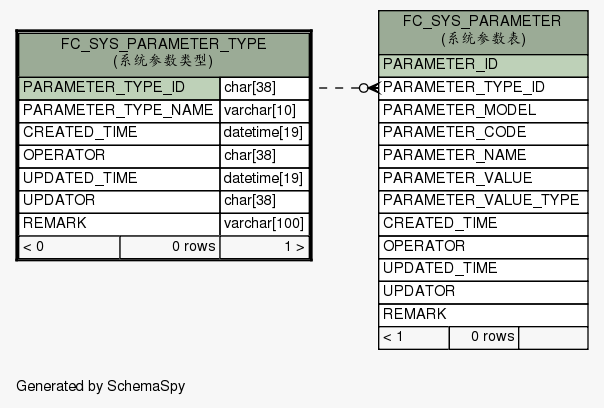 FC_SYS_PARAMETER_TYPE
(系统参数类型)
PARAMETER_TYPE_ID char[38]
PARAMETER_TYPE_NAME varchar[10]
CREATED_TIME datetime[19]
OPERATOR char[38]
UPDATED_TIME datetime[19]
UPDATOR char[38]
REMARK varchar[100]
< 0 0 rows 1 >
FC_SYS_PARAMETER
(系统参数表)
PARAMETER_ID
PARAMETER_TYPE_ID
PARAMETER_MODEL
PARAMETER_CODE
PARAMETER_NAME
PARAMETER_VALUE
PARAMETER_VALUE_TYPE
CREATED_TIME
OPERATOR
UPDATED_TIME
UPDATOR
REMARK
< 1 0 rows
Generated by SchemaSpy